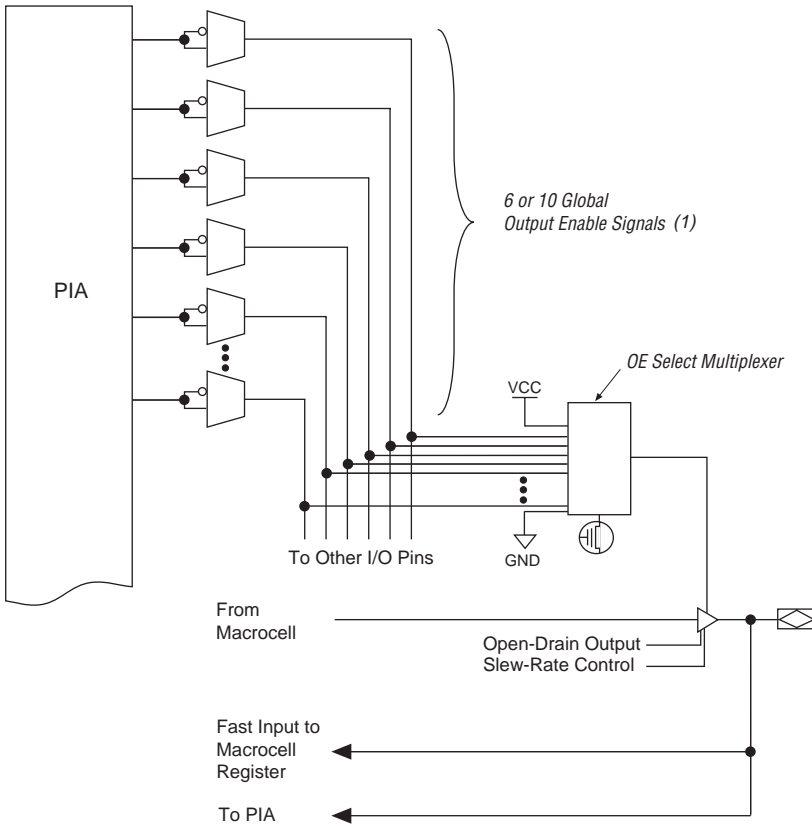 6 or 10 Global
Output Enable Signals (1)
PIA
OE Select Multiplexer
VCC
To Other I/O Pins
GND
From
Macrocell
Open-Drain Output
Slew-Rate Control
Fast Input to
Macrocell
Register
To PIA